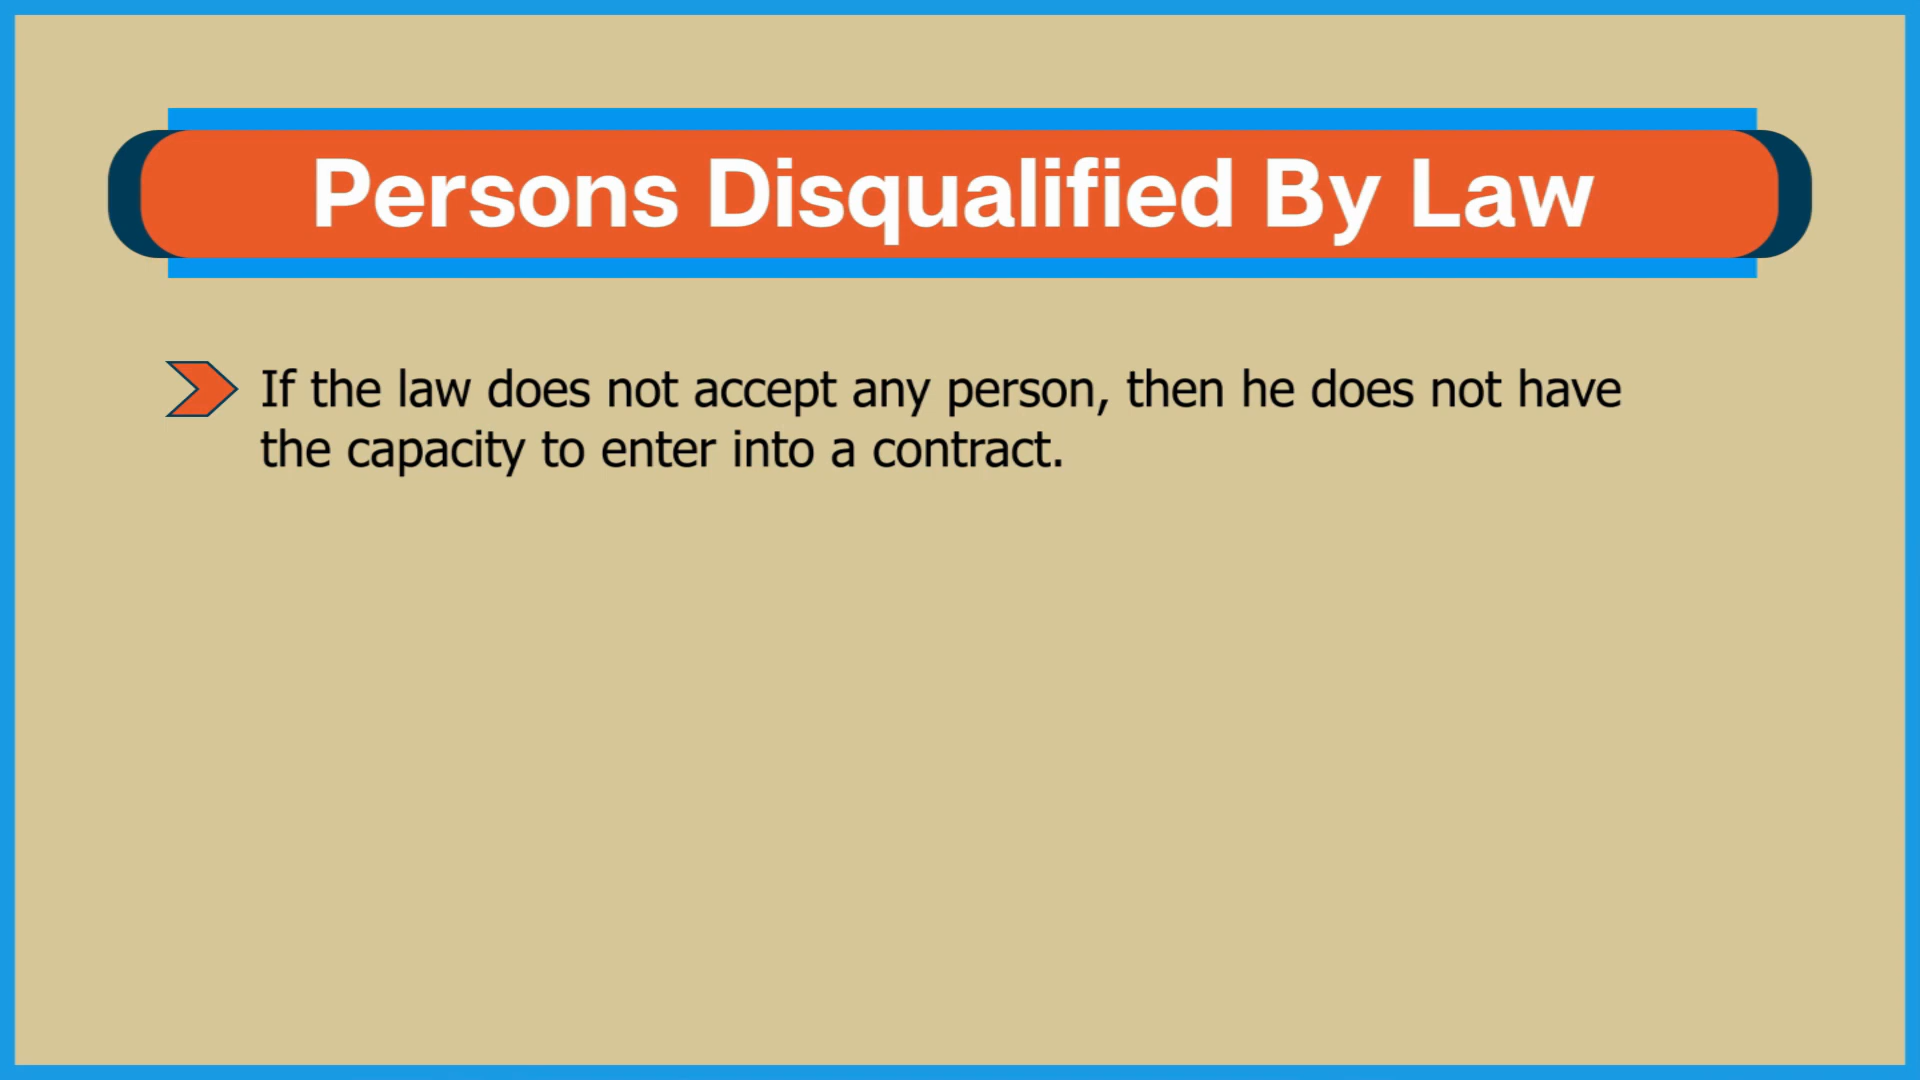 Persons Disqualified By Law
If the law does not accept any person, then he does not have
the capacity to enter into a contract.